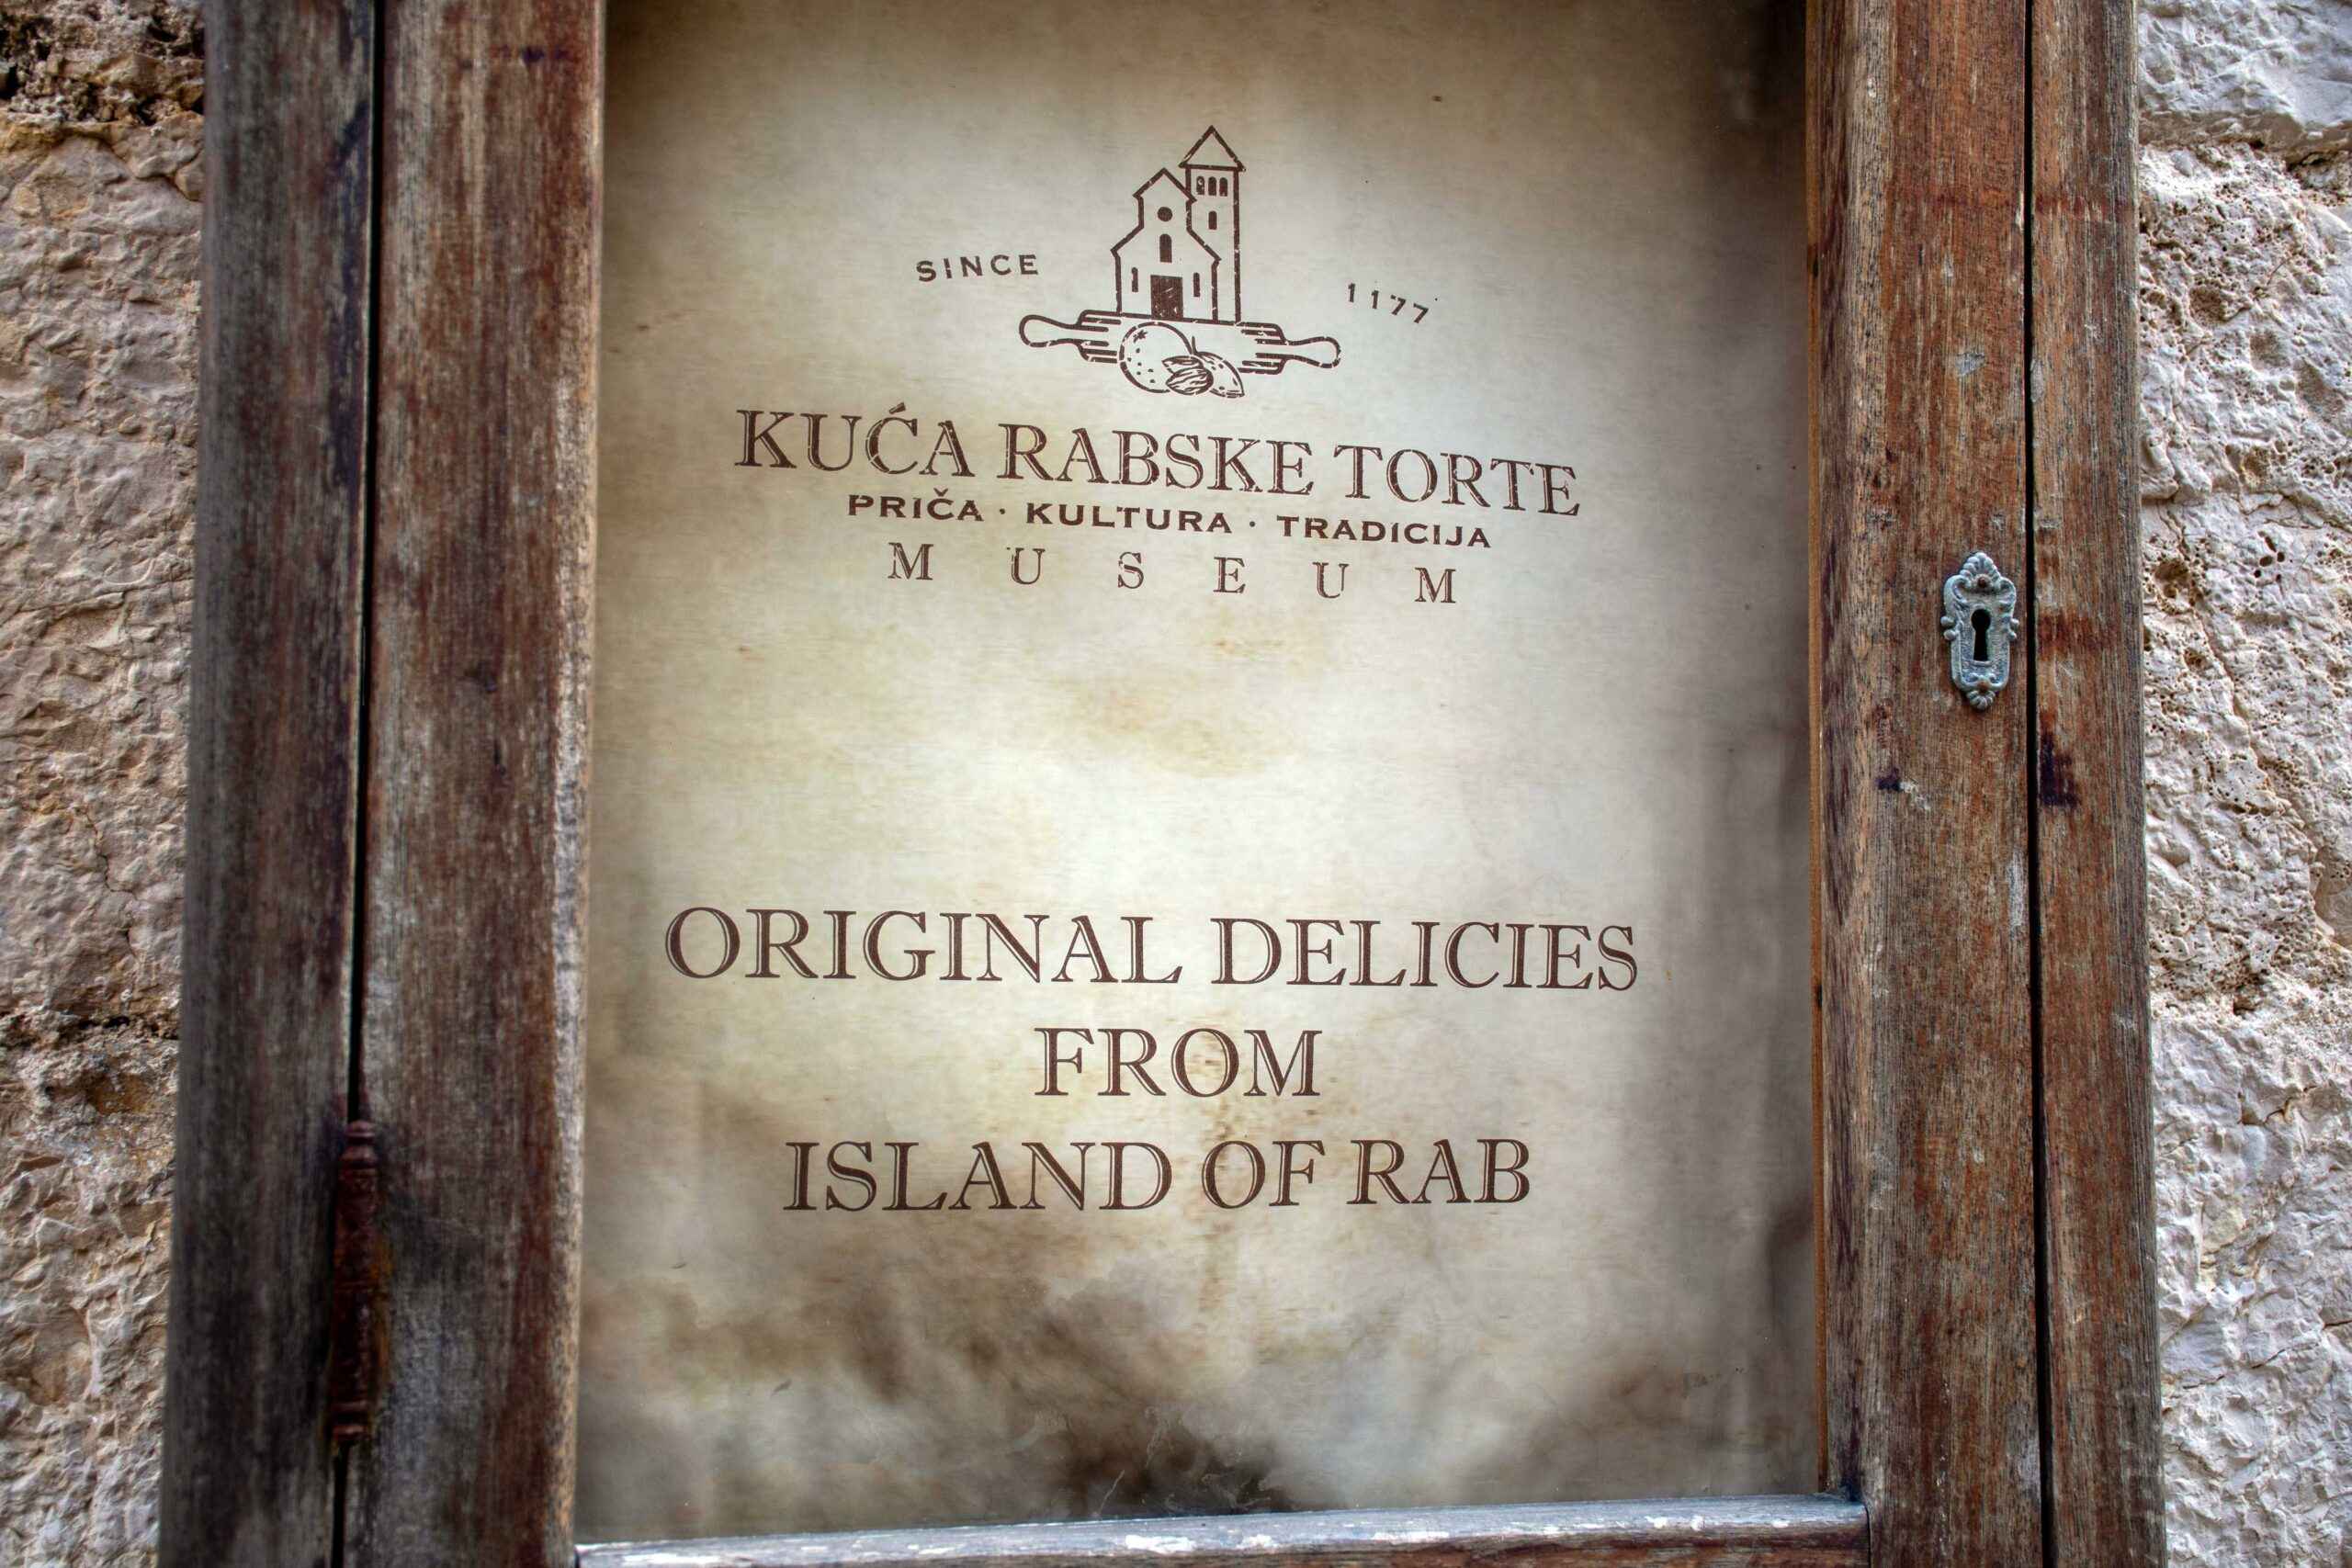 SINCE 1177
KUĆA RABSKE TORTE
PRIČA · KULTURA · TRADICIJA
MUSEUM
ORIGINAL DELICIES
FROM
ISLAND OF RAB